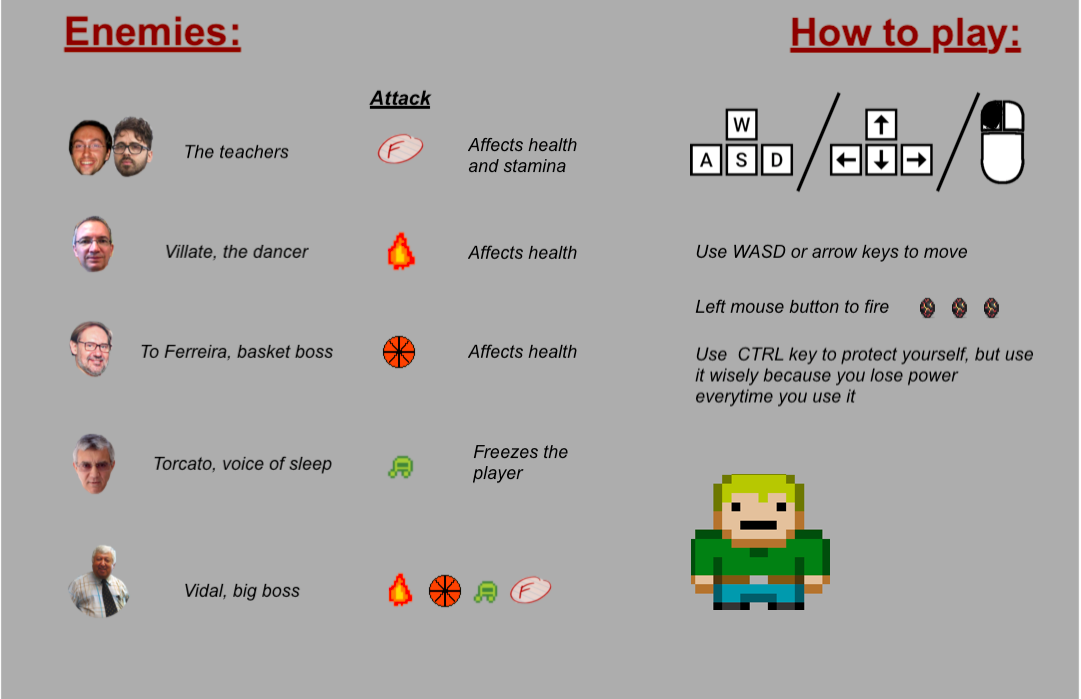 Enemies:
How to play:
Attack
The teachers
F
Affects health
and stamina
W
A S D
Villate, the dancer
Affects health
Use WASD or arrow keys to move
Left mouse button to fire
To Ferreira, basket boss
Affects health
Use CTRL key to protect yourself, but use
it wisely because you lose power
everytime you use it
Torcato, voice of sleep
Freezes the
player
Vidal, big boss
F